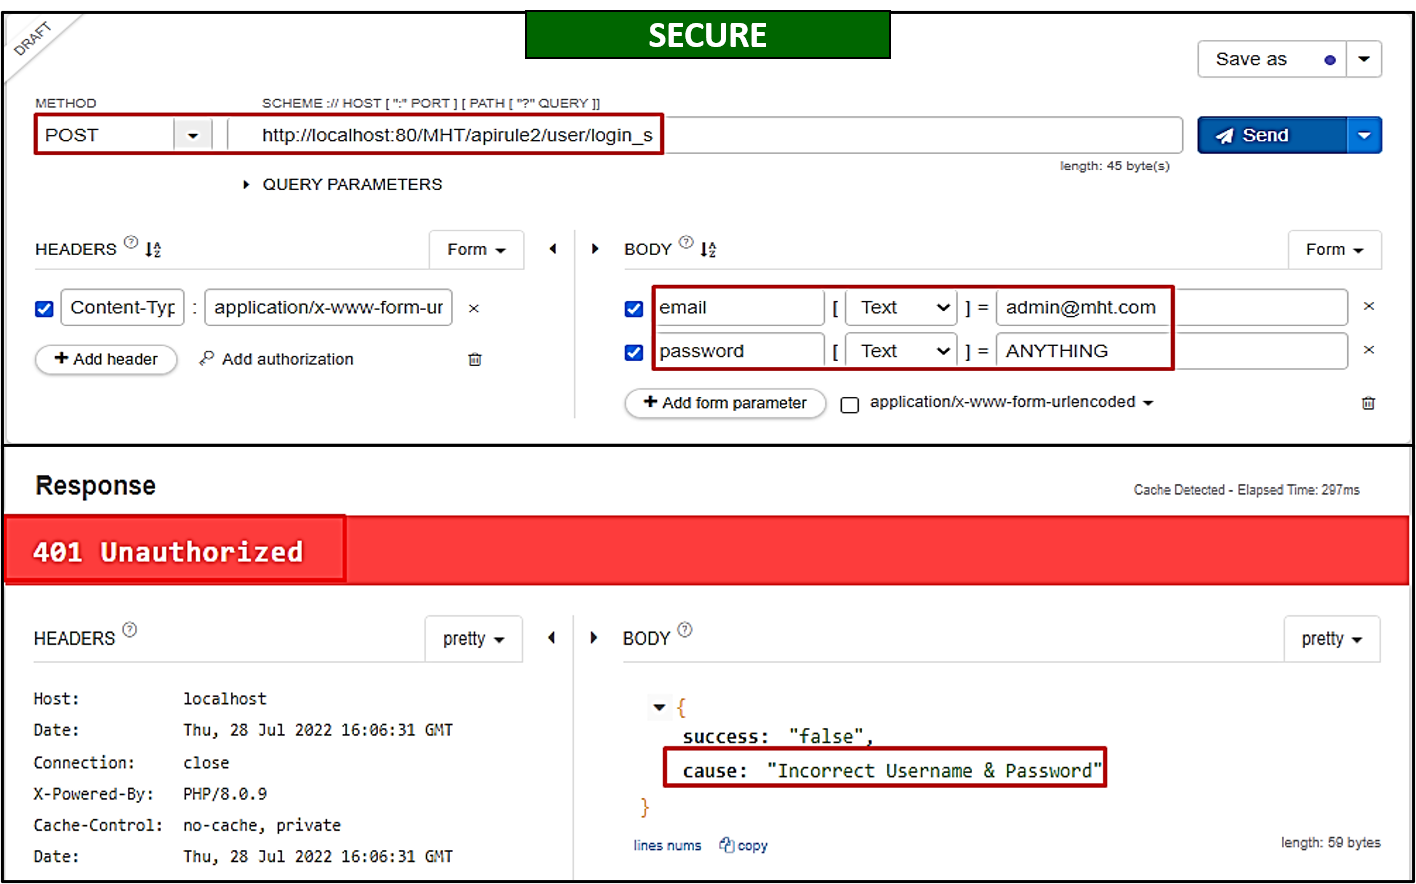 SECURE
DRAFT
Save as
METHOD
SCHEME :// HOST [ ":" PORT ] [ PATH [ "?" QUERY ]]
POST
http://localhost:80/MHT/apirule2/user/login_s
Send
length: 45 byte(s)
QUERY PARAMETERS
HEADERS ? Form
BODY ? Form
Content-Typ : application/x-www-form-ur ×
email [ Text ] = admin@mht.com ×
password [ Text ] = ANYTHING ×
+ Add header Add authorization
+ Add form parameter application/x-www-form-urlencoded
Response
Cache Detected - Elapsed Time: 297ms
401 Unauthorized
HEADERS ? pretty
BODY ? pretty
Host: localhost
Date: Thu, 28 Jul 2022 16:06:31 GMT
Connection: close
X-Powered-By: PHP/8.0.9
Cache-Control: no-cache, private
Date: Thu, 28 Jul 2022 16:06:31 GMT
{
success: "false",
cause: "Incorrect Username & Password"
}
lines nums copy
length: 59 bytes